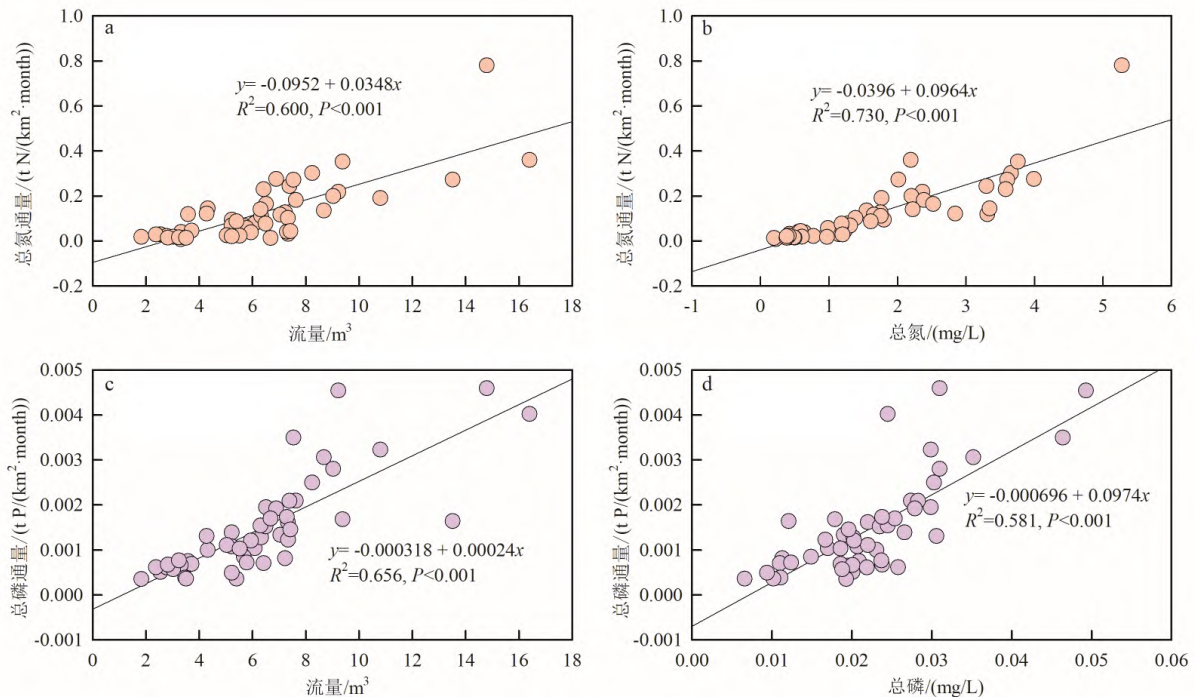 a
1.0
0.8
0.6
0.4
0.2
0.0
-0.2
总氮通量/(t N/(km²·month))
y= -0.0952 + 0.0348x
R²=0.600, P<0.001
0 2 4 6 8 10 12 14 16 18
流量/m³
b
1.0
0.8
0.6
0.4
0.2
0.0
-0.2
总氮通量/(t N/(km²·month))
y= -0.0396 + 0.0964x
R²=0.730, P<0.001
-1 0 1 2 3 4 5 6
总氮/(mg/L)
c
0.005
0.004
0.003
0.002
0.001
0.000
-0.001
总磷通量/(t P/(km²·month))
y= -0.000318 + 0.00024x
R²=0.656, P<0.001
0 2 4 6 8 10 12 14 16 18
流量/m³
d
0.005
0.004
0.003
0.002
0.001
0.000
-0.001
总磷通量/(t P/(km²·month))
y= -0.000696 + 0.0974x
R²=0.581, P<0.001
0.00 0.01 0.02 0.03 0.04 0.05 0.06
总磷/(mg/L)